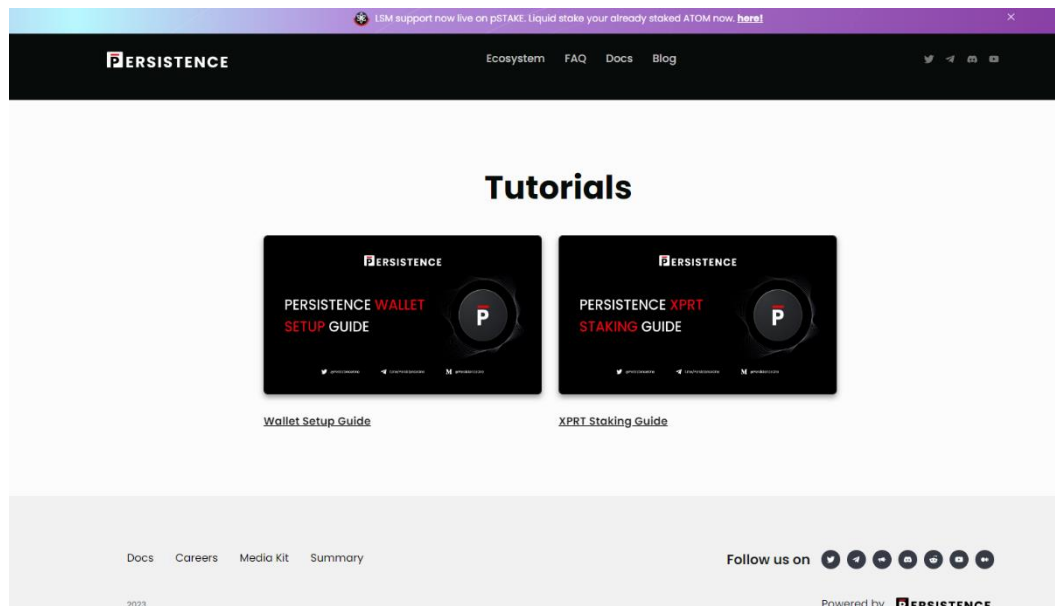 LSM support now live on pSTAKE. Liquid stake your already staked ATOM now. here!
PERSISTENCE
Ecosystem FAQ Docs Blog
Tutorials
PERSISTENCE
PERSISTENCE WALLET
SETUP GUIDE
PERSISTENCE
PERSISTENCE XPRT
STAKING GUIDE
Wallet Setup Guide
XPRT Staking Guide
Docs Careers Media Kit Summary
Follow us on
2023
Powered by PERSISTENCE